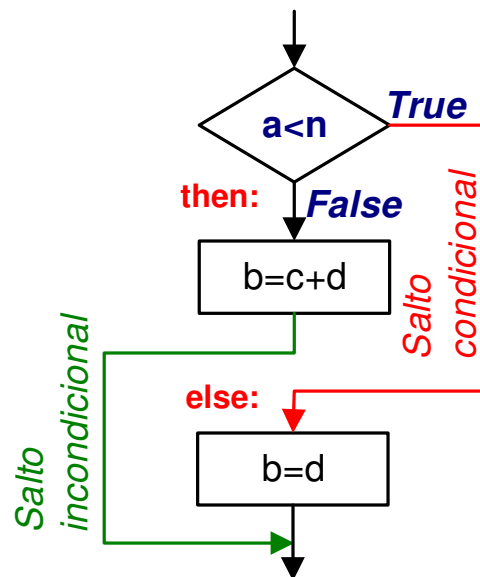 True
a<n
then:
False
b=c+d
Salto
condicional
else:
b=d
Salto
incondicional